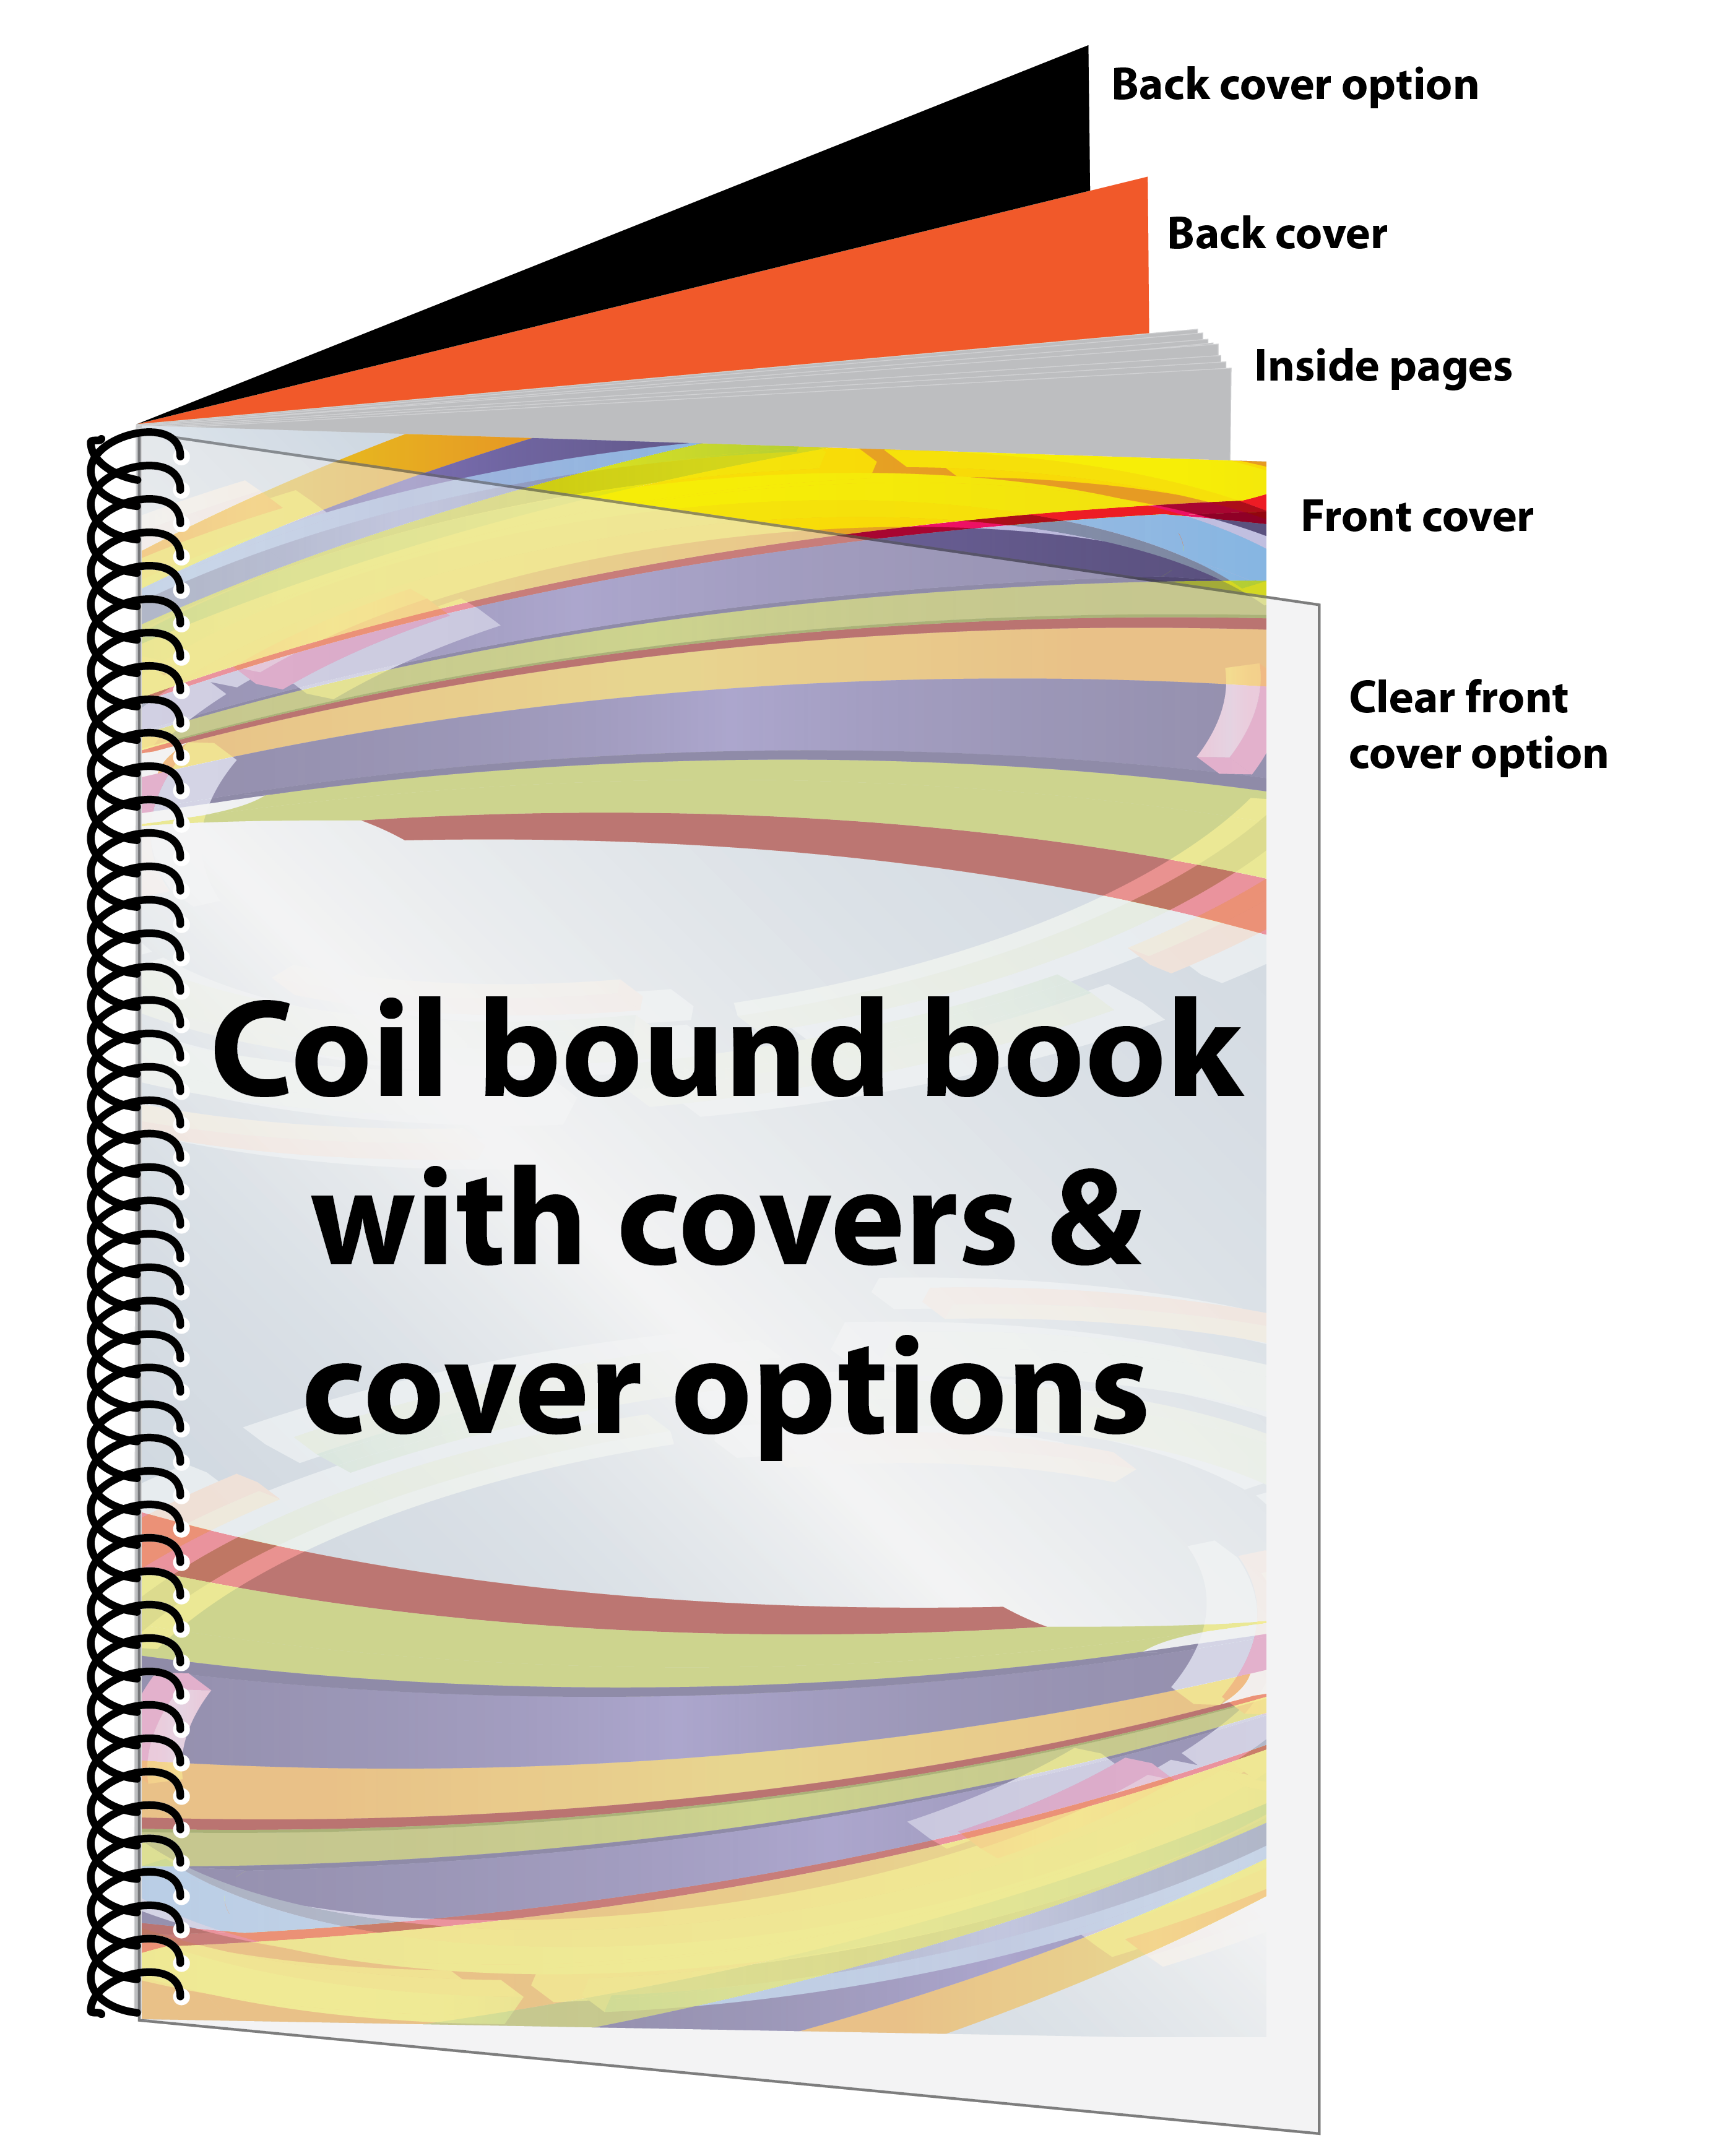 Back cover option
Back cover
Inside pages
Front cover
Clear front
cover option
Coil bound book
with covers &
cover options